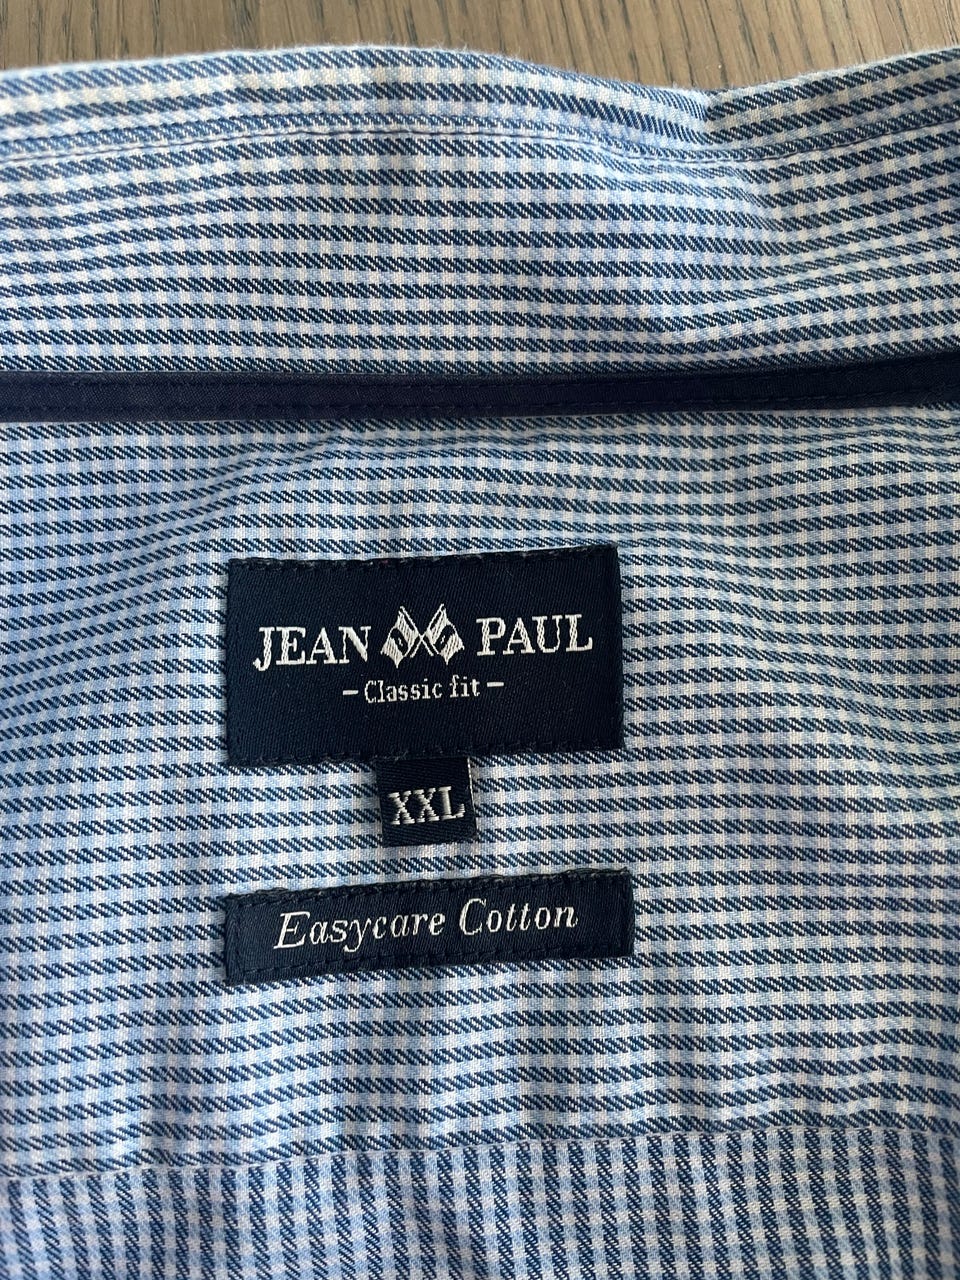 JEAN PAUL
- Classic fit -
XXL
Easycare Cotton